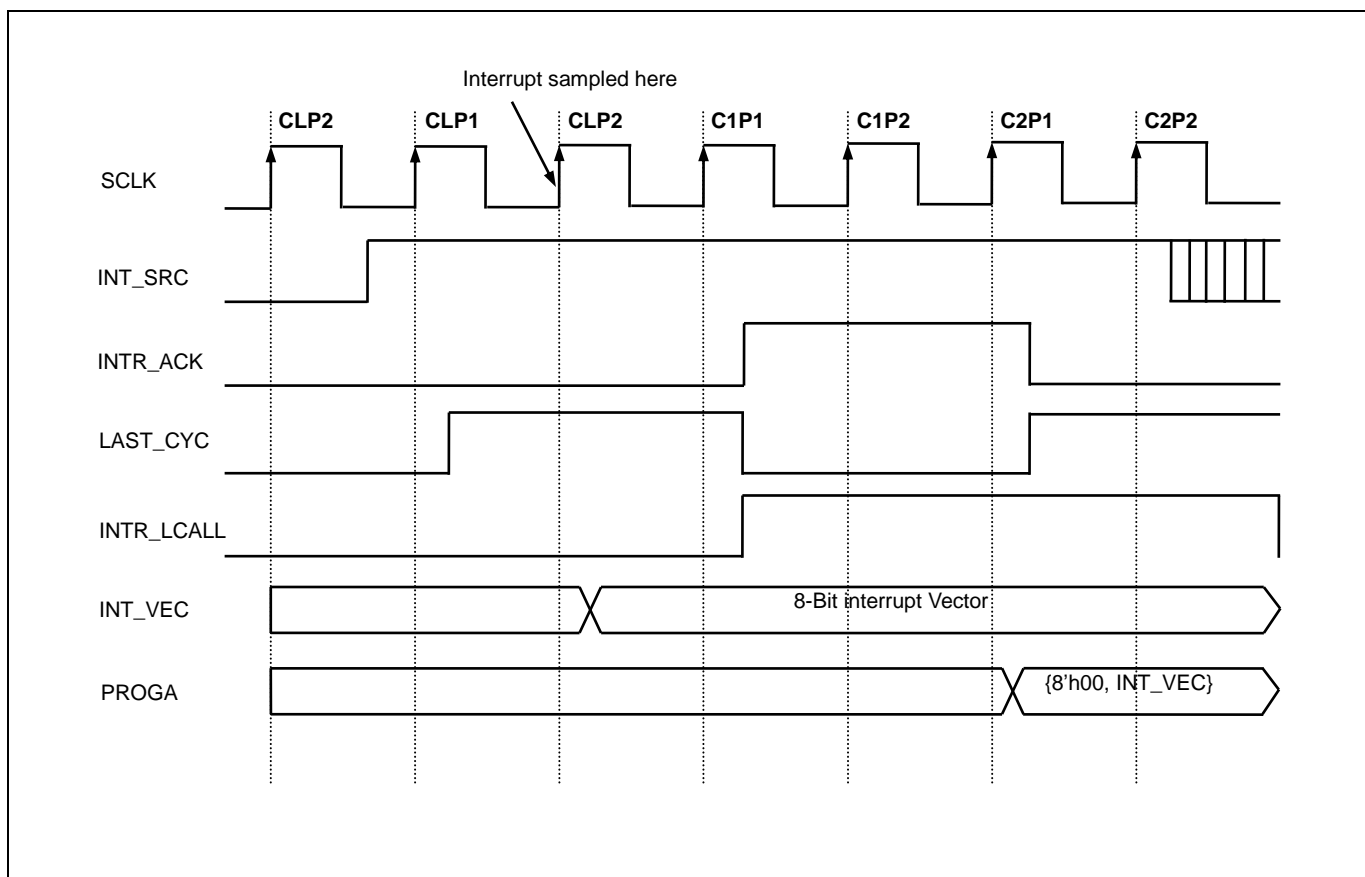 Interrupt sampled here
CLP2 CLP1 CLP2 C1P1 C1P2 C2P1 C2P2
SCLK
INT_SRC
INTR_ACK
LAST_CYC
INTR_LCALL
INT_VEC 8-Bit interrupt Vector
PROGA {8'h00, INT_VEC}